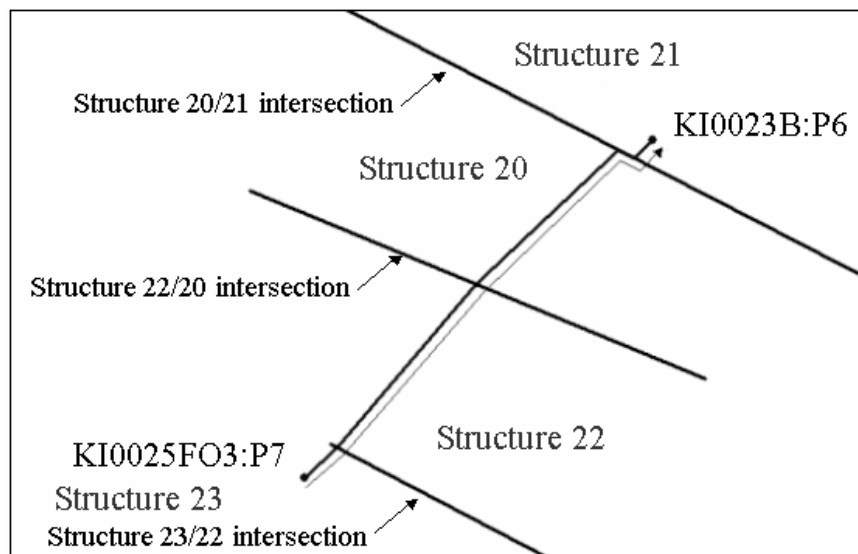 Structure 21
Structure 20/21 intersection
KI0023B:P6
Structure 20
Structure 22/20 intersection
Structure 22
KI0025FO3:P7
Structure 23
Structure 23/22 intersection